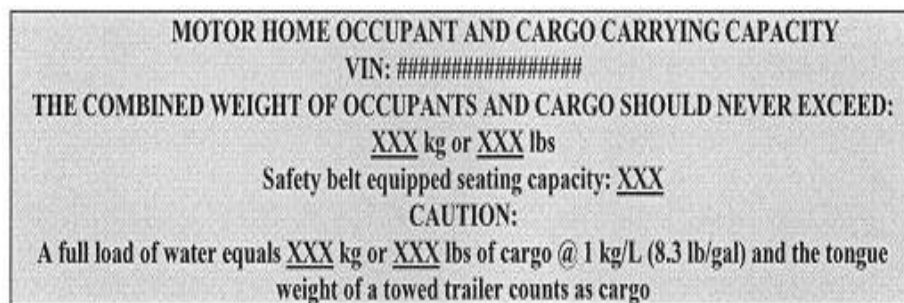 MOTOR HOME OCCUPANT AND CARGO CARRYING CAPACITY
VIN: #################
THE COMBINED WEIGHT OF OCCUPANTS AND CARGO SHOULD NEVER EXCEED:
XXX kg or XXX lbs
Safety belt equipped seating capacity: XXX
CAUTION:
A full load of water equals XXX kg or XXX lbs of cargo @ 1 kg/L (8.3 lb/gal) and the tongue
weight of a towed trailer counts as cargo